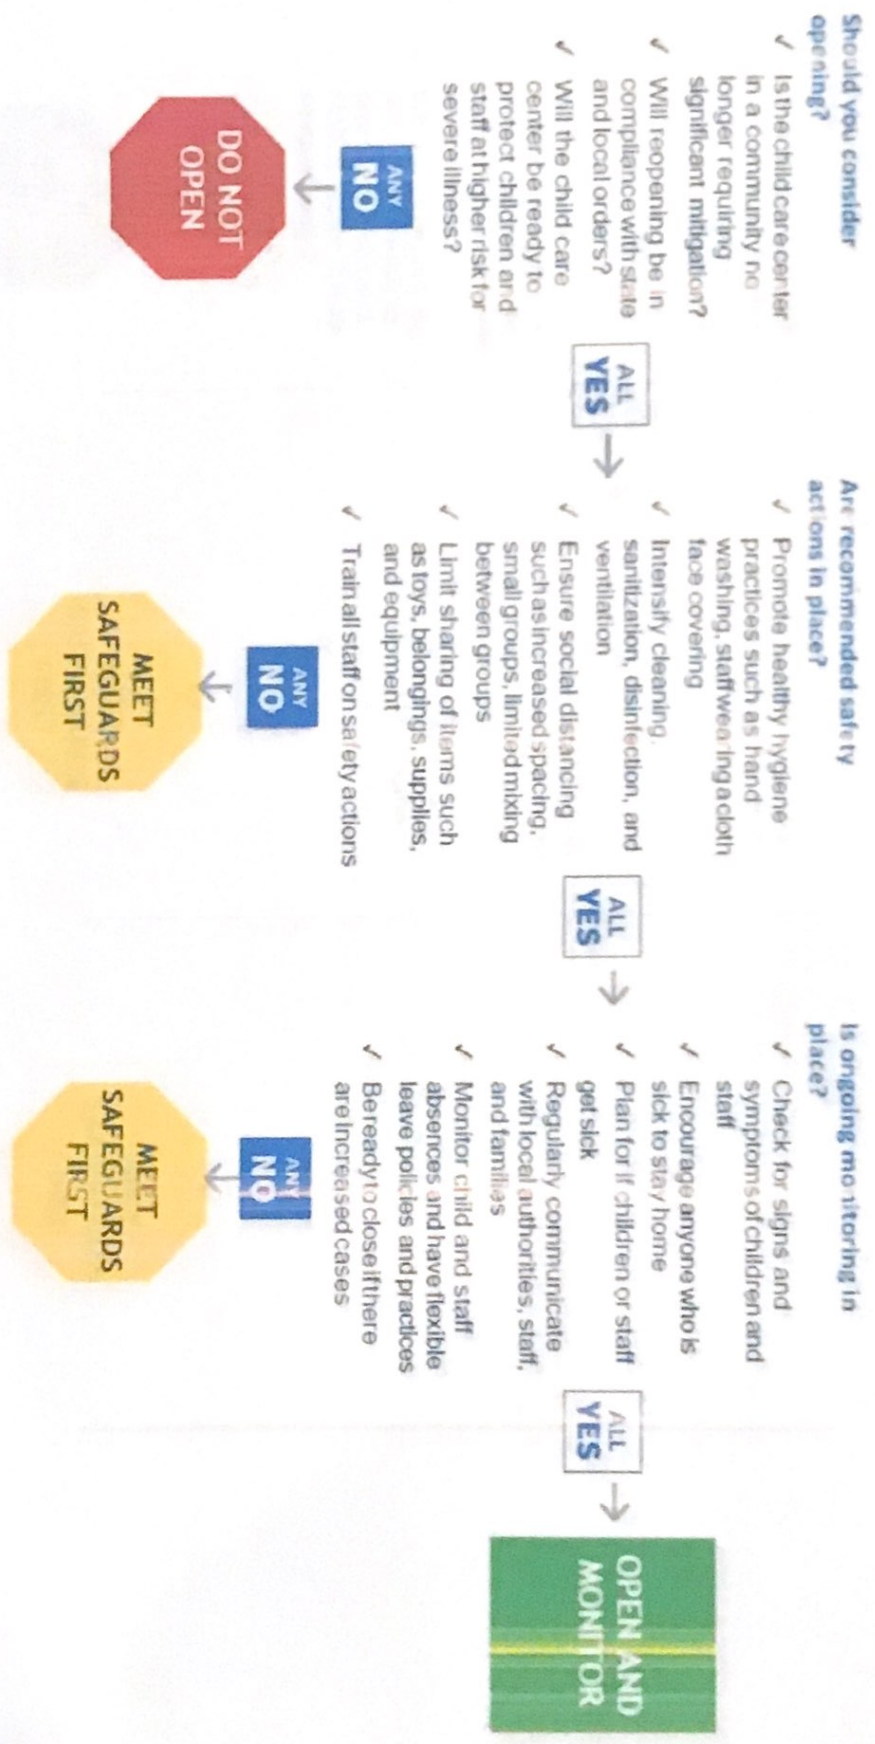 Should you consider
opening?
✓ Is the child care center
in a community no
longer requiring
significant mitigation?
✓ Will reopening be in
compliance with state
and local orders?
✓ Will the child care
center be ready to
protect children and
staff at higher risk for
severe illness?
ANY
NO
DO NOT
OPEN
ALL
YES
Are recommended safety
actions in place?
✓ Promote healthy hygiene
practices such as hand
washing, staff wearing a cloth
face covering
✓ Intensify cleaning,
sanitization, disinfection, and
ventilation
✓ Ensure social distancing
such as increased spacing,
small groups, limited mixing
between groups
✓ Limit sharing of items such
as toys, belongings, supplies,
and equipment
✓ Train all staff on safety actions
ANY
NO
MEET
SAFEGUARDS
FIRST
ALL
YES
Is ongoing monitoring in
place?
✓ Check for signs and
symptoms of children and
staff
✓ Encourage anyone who is
sick to stay home
✓ Plan for if children or staff
get sick
✓ Regularly communicate
with local authorities, staff,
and families
✓ Monitor child and staff
absences and have flexible
leave policies and practices
✓ Be ready to close if there
are increased cases
ANY
NO
MEET
SAFEGUARDS
FIRST
ALL
YES
OPEN AND
MONITOR